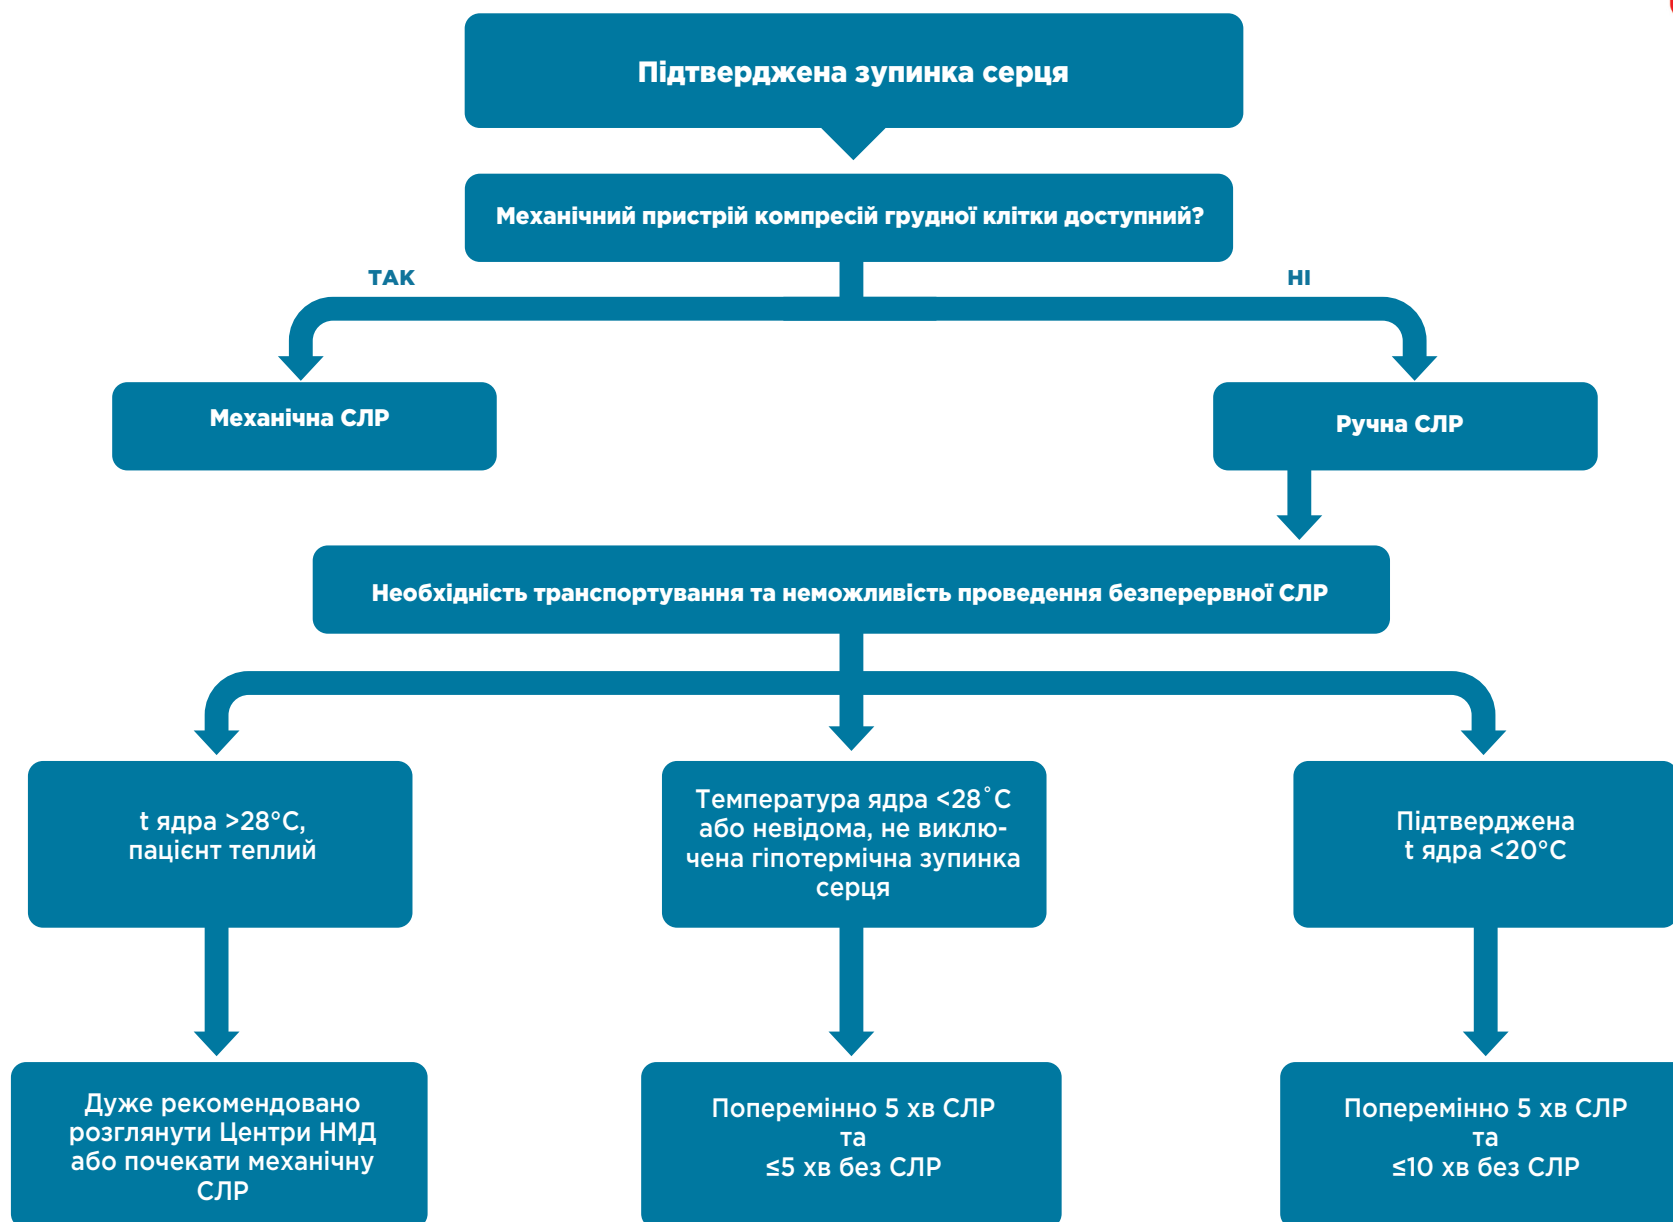 Підтверджена зупинка серця
Механічний пристрій компресій грудної клітки доступний?
ТАК
НІ
Механічна СЛР
Ручна СЛР
Необхідність транспортування та неможливість проведення безперервної СЛР
t ядра >28°C,
пацієнт теплий
Температура ядра <28°C
або невідома, не виклю-
чена гіпотермічна зупинка
серця
Підтверджена
t ядра <20°C
Дуже рекомендовано
розглянути Центри НМД
або почекати механічну
СЛР
Поперемінно 5 хв СЛР
та
≤5 хв без СЛР
Поперемінно 5 хв СЛР
та
≤10 хв без СЛР